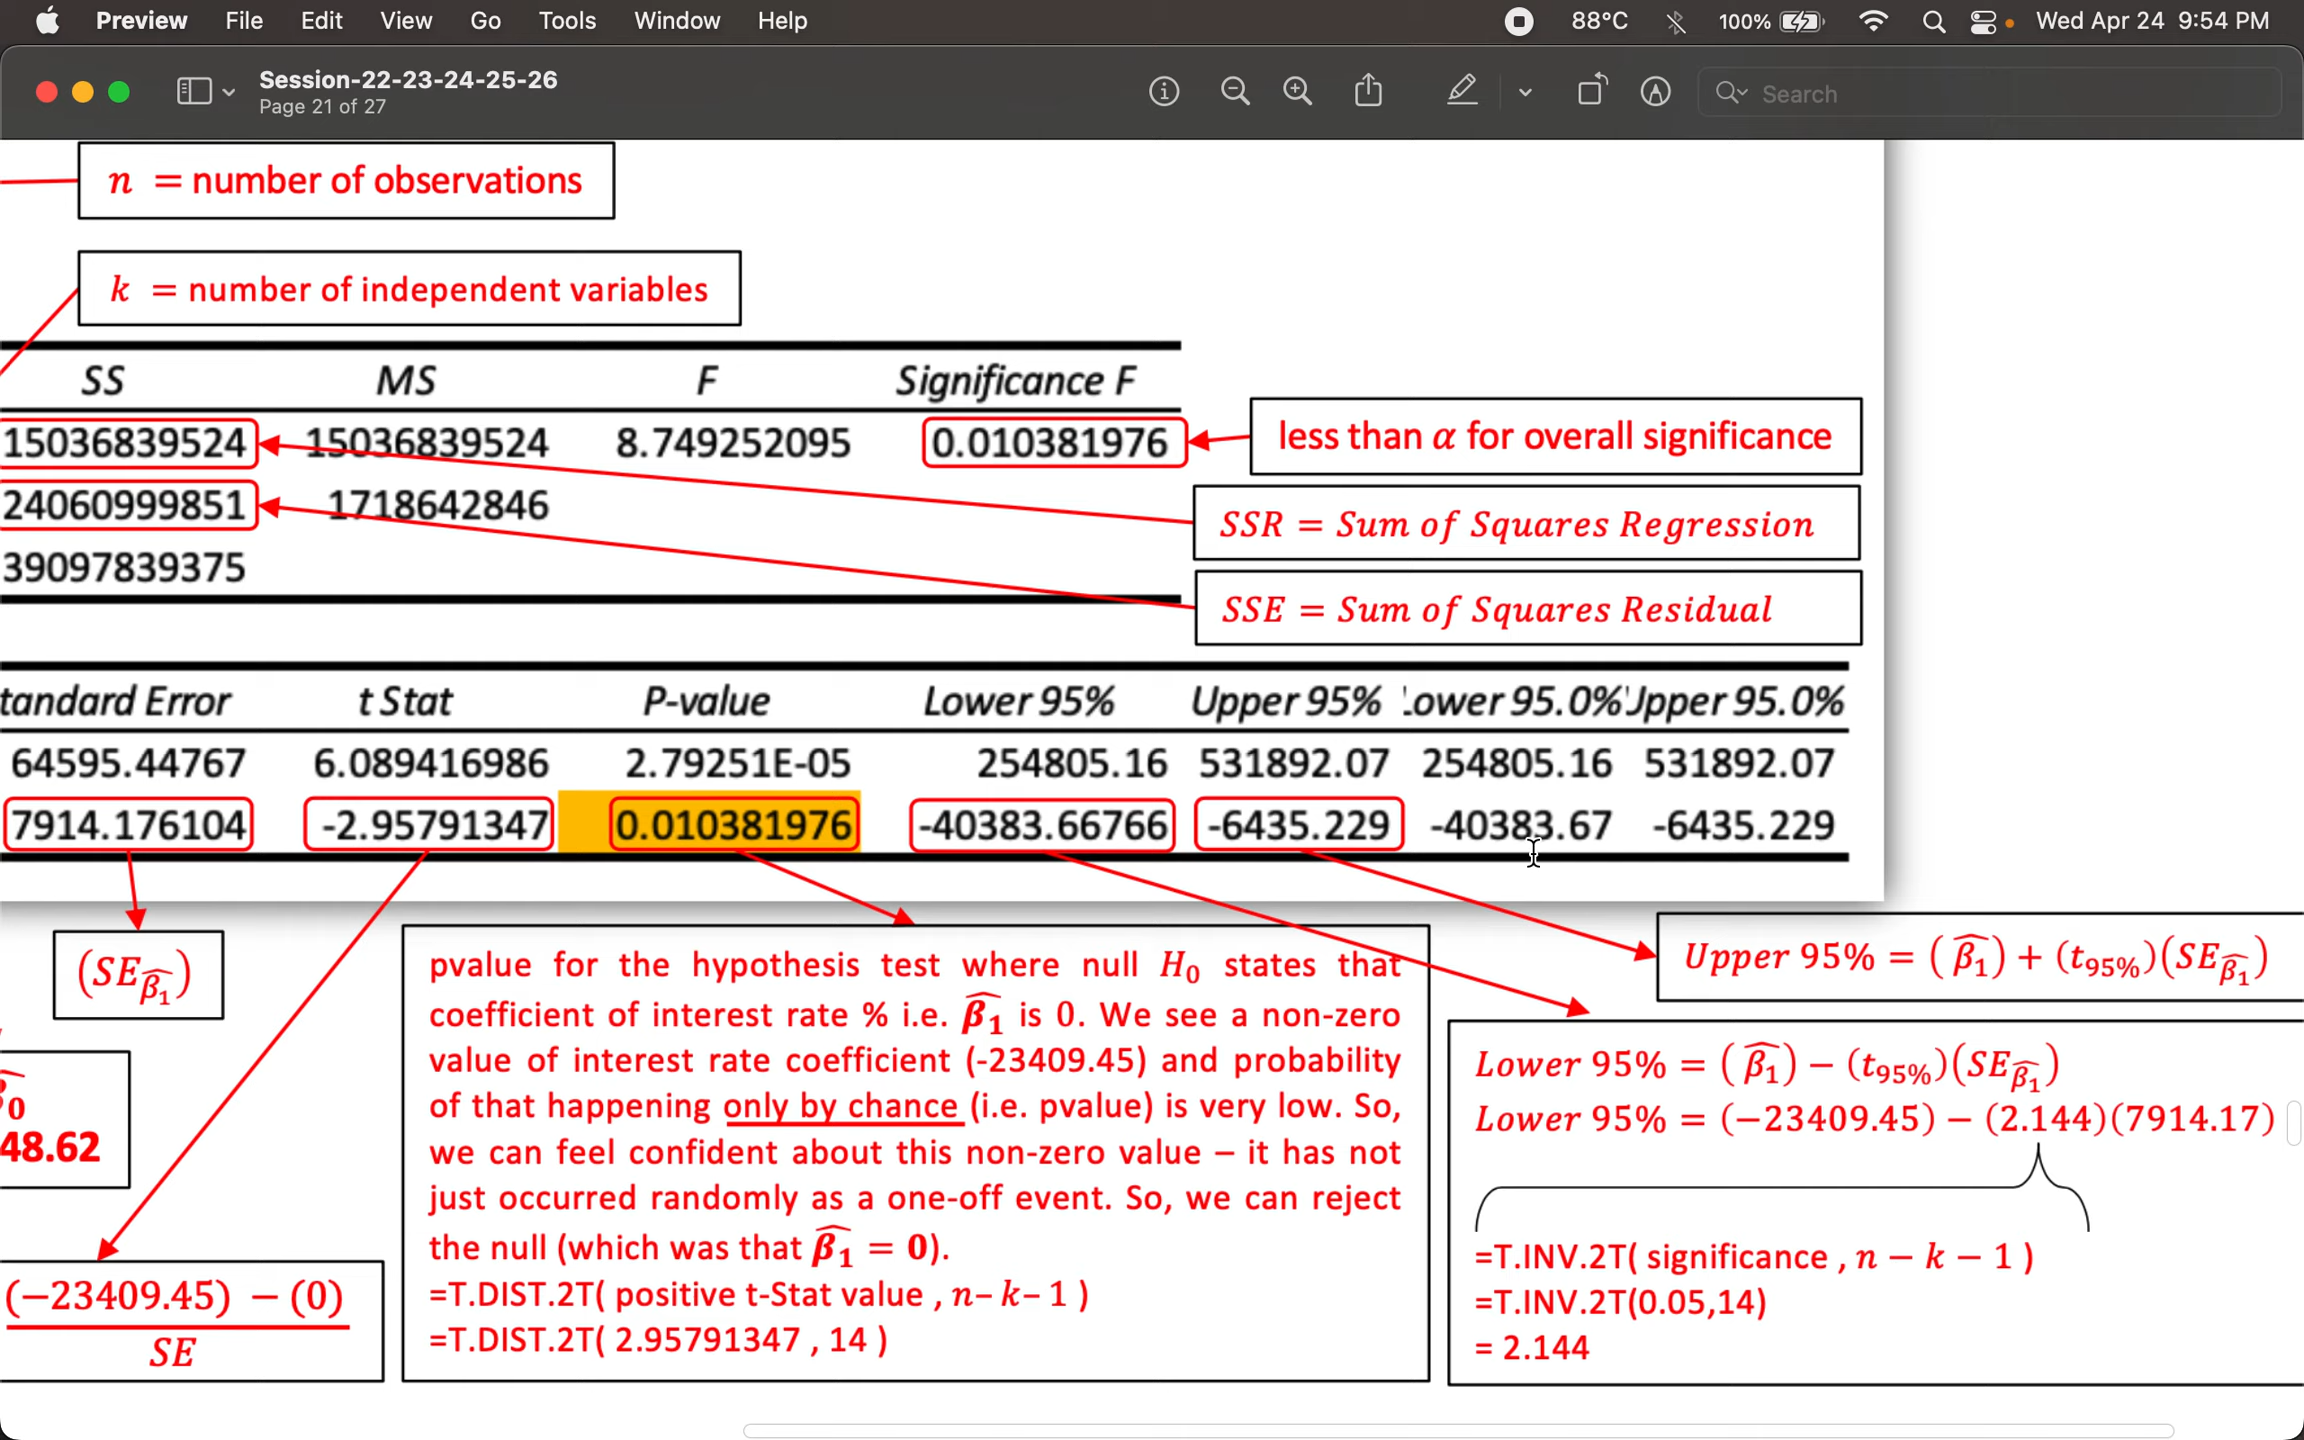 Preview File Edit View Go Tools Window Help 88°C 100% Wed Apr 24 9:54 PM
Session-22-23-24-25-26
Page 21 of 27
Search
n = number of observations
k = number of independent variables
SS MS F Significance F
15036839524 15036839524 8.749252095 0.010381976
less than α for overall significance
24060999851 1718642846
SSR = Sum of Squares Regression
39097839375
SSE = Sum of Squares Residual
tandard Error t Stat P-value Lower 95% Upper 95% Lower 95.0% Upper 95.0%
64595.44767 6.089416986 2.79251E-05 254805.16 531892.07 254805.16 531892.07
7914.176104 -2.95791347 0.010381976 -40383.66766 -6435.229 -40383.67 -6435.229
(SE_β̂₁)
48.62
(−23409.45) − (0)
SE
pvalue for the hypothesis test where null H₀ states that
coefficient of interest rate % i.e. β̂₁ is 0. We see a non-zero
value of interest rate coefficient (-23409.45) and probability
of that happening only by chance (i.e. pvalue) is very low. So,
we can feel confident about this non-zero value – it has not
just occurred randomly as a one-off event. So, we can reject
the null (which was that β̂₁ = 0).
=T.DIST.2T( positive t-Stat value , n− k− 1 )
=T.DIST.2T( 2.95791347 , 14 )
Upper 95% = (β̂₁) + (t₉₅%)(SE_β̂₁)
Lower 95% = (β̂₁) − (t₉₅%)(SE_β̂₁)
Lower 95% = (−23409.45) − (2.144)(7914.17)
=T.INV.2T( significance , n − k − 1 )
=T.INV.2T(0.05,14)
= 2.144